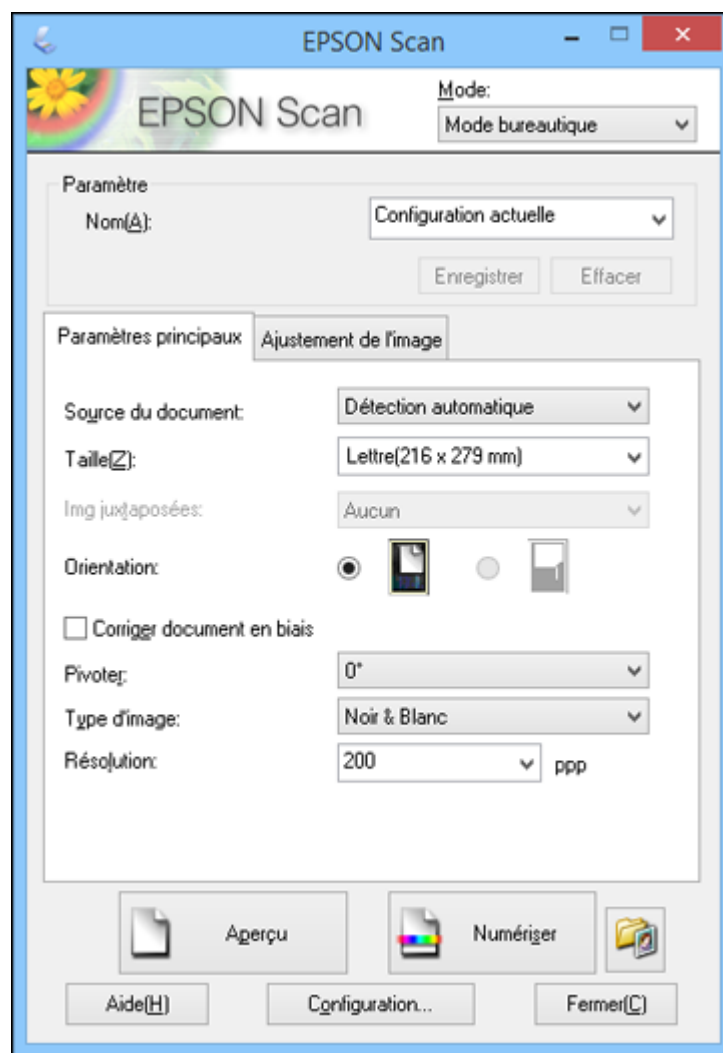 EPSON Scan
EPSON Scan
Mode:
Mode bureautique
Paramètre
Nom(A):
Configuration actuelle
Enregistrer
Effacer
Paramètres principaux
Ajustement de l'image
Source du document:
Détection automatique
Taille(Z):
Lettre(216 x 279 mm)
Img juxtaposées:
Aucun
Orientation:
Corriger document en biais
Pivoter:
0°
Type d'image:
Noir & Blanc
Résolution:
200
ppp
Aperçu
Numériser
Aide(H)
Configuration...
Fermer(C)